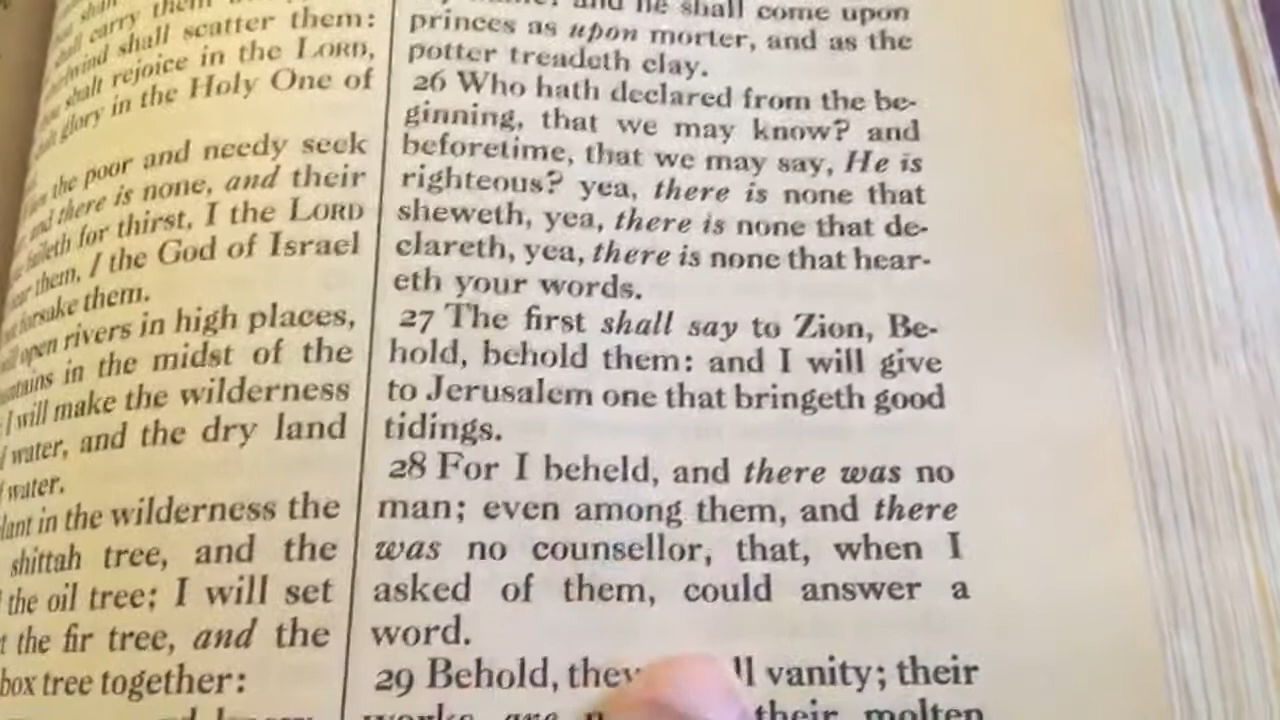 carry them
shall scatter them:
shalt rejoice in the LORD,
glory in the Holy One of
the poor and needy seek
and there is none, and their
faileth for thirst, I the LORD
them, I the God of Israel
forsake them.
open rivers in high places,
in the midst of the
I will make the wilderness
water, and the dry land
water.
in the wilderness the
shittah tree, and the
the oil tree; I will set
the fir tree, and the
box tree together:
and he shall come upon
princes as upon morter, and as the
potter treadeth clay.
26 Who hath declared from the be-
ginning, that we may know? and
beforetime, that we may say, He is
righteous? yea, there is none that
sheweth, yea, there is none that de-
clareth, yea, there is none that hear-
eth your words.
27 The first shall say to Zion, Be-
hold, behold them: and I will give
to Jerusalem one that bringeth good
tidings.
28 For I beheld, and there was no
man; even among them, and there
was no counsellor, that, when I
asked of them, could answer a
word.
29 Behold, they vanity; their
are their molten